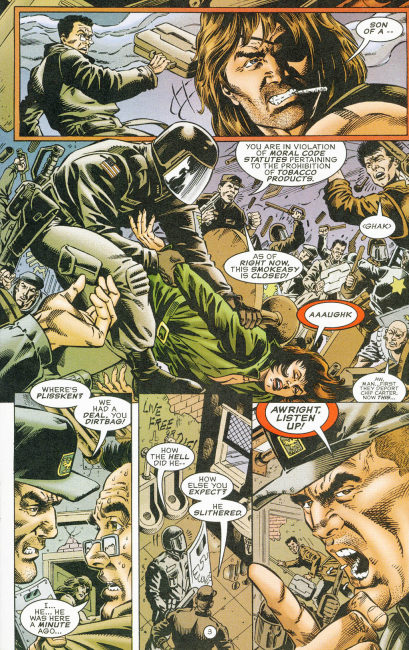 SON
OF A --
YOU ARE IN VIOLATION
OF MORAL CODE
STATUTES PERTAINING
TO THE PROHIBITION
OF TOBACCO
PRODUCTS.
<GHAK>
AS OF
RIGHT NOW,
THIS SMOKEASY
IS CLOSED!
AAAUGHK
AW,
MAN...FIRST
THEY DEPORT
CHIP CARTER,
NOW THIS...
WHERE'S
PLISSKEN?
WE
HAD A
DEAL, YOU
DIRTBAG!
I...
HE... HE
WAS HERE
A MINUTE
AGO...
LIVE
FREE
OR
DIE!
HOW
THE HELL
DID HE--
HOW
ELSE YOU
EXPECT?
HE
SLITHERED.
3
AWRIGHT,
LISTEN
UP!